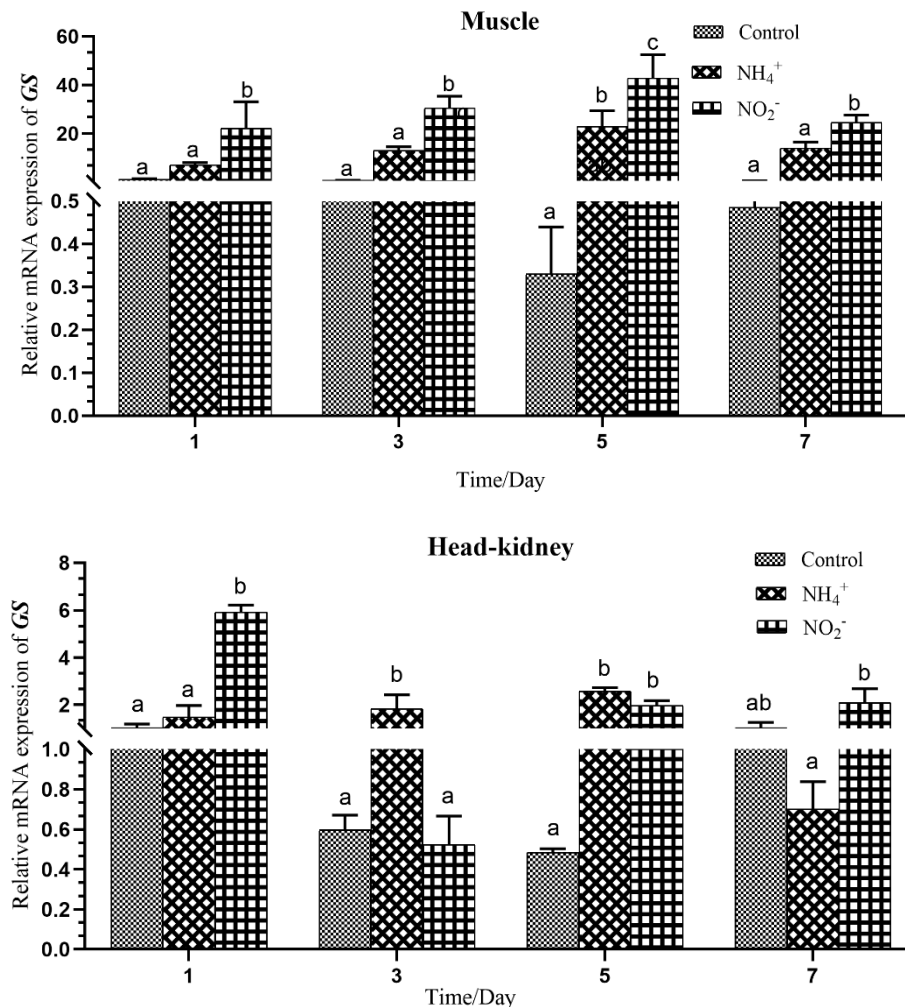 Muscle
Control
NH₄⁺
NO₂⁻
Relative mRNA expression of GS
60
40
20
0.5
0.4
0.3
0.2
0.1
0.0
a a b
a a b
a b c
a a b
1 3 5 7
Time/Day
Head-kidney
Control
NH₄⁺
NO₂⁻
Relative mRNA expression of GS
8
6
4
2
1.0
0.8
0.6
0.4
0.2
0.0
a a b
a b a
a b b
ab a b
1 3 5 7
Time/Day